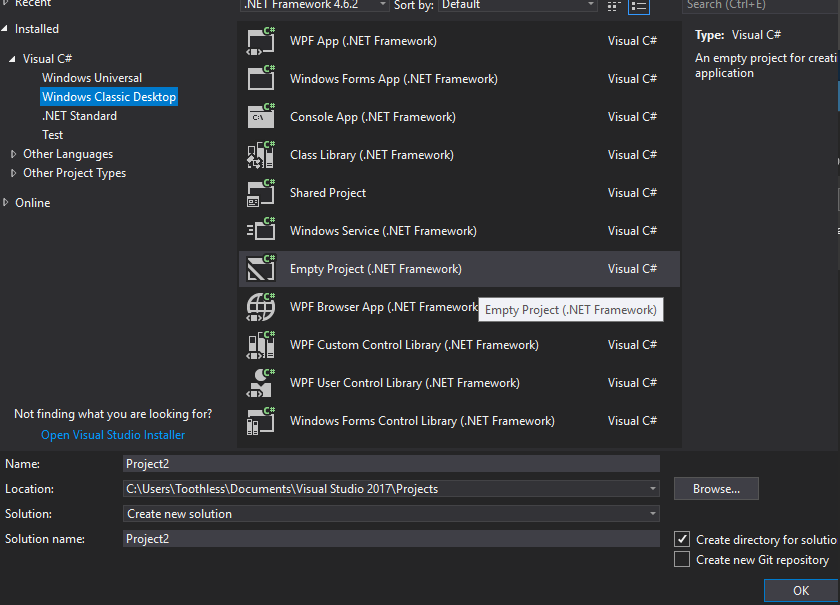 Recent
.NET Framework 4.6.2 Sort by: Default
Search (Ctrl+E)
Installed
Visual C#
Windows Universal
Windows Classic Desktop
.NET Standard
Test
Other Languages
Other Project Types
Online
Not finding what you are looking for?
Open Visual Studio Installer
C# WPF App (.NET Framework) Visual C#
C# Windows Forms App (.NET Framework) Visual C#
C# C:\ Console App (.NET Framework) Visual C#
C# Class Library (.NET Framework) Visual C#
C# Shared Project Visual C#
C# Windows Service (.NET Framework) Visual C#
C# Empty Project (.NET Framework) Visual C#
C# WPF Browser App (.NET Framework
Empty Project (.NET Framework)
C# WPF Custom Control Library (.NET Framework) Visual C#
C# WPF User Control Library (.NET Framework) Visual C#
C# Windows Forms Control Library (.NET Framework) Visual C#
Type: Visual C#
An empty project for creati
application
Name: Project2
Location: C:\Users\Toothless\Documents\Visual Studio 2017\Projects Browse...
Solution: Create new solution
Solution name: Project2
Create directory for solutio
Create new Git repository
OK